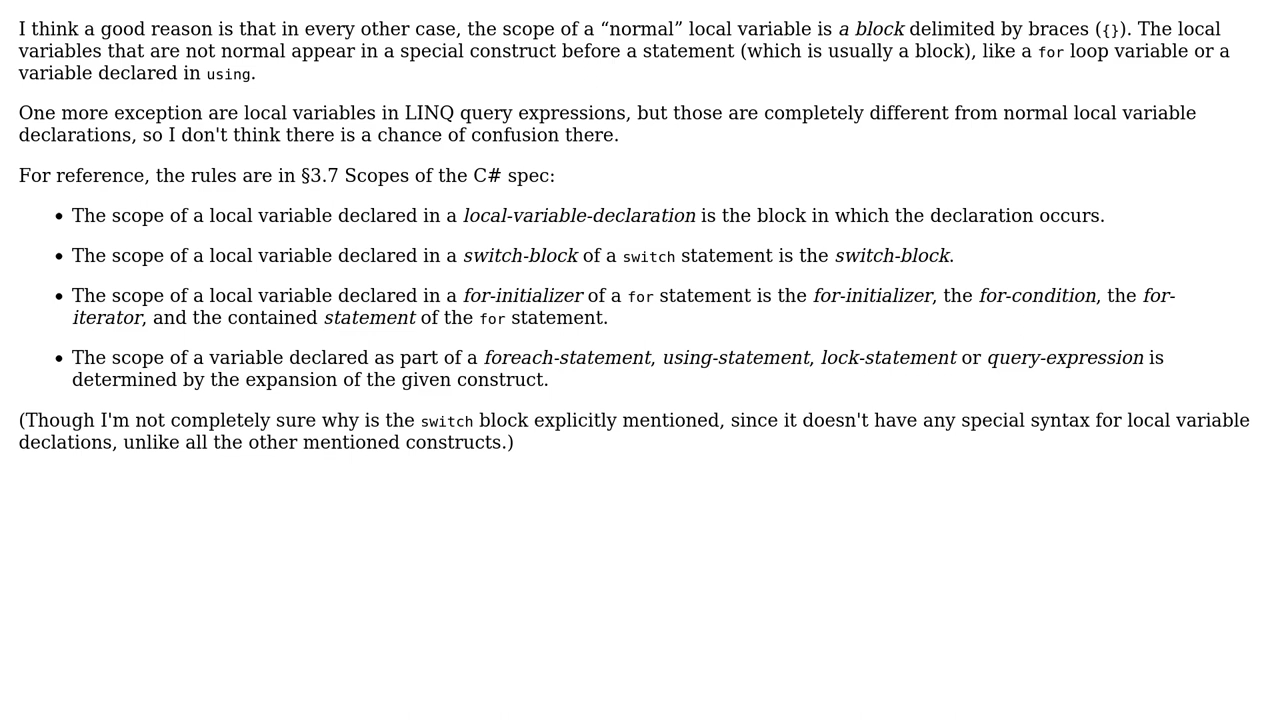 I think a good reason is that in every other case, the scope of a “normal” local variable is a block delimited by braces ({}). The local
variables that are not normal appear in a special construct before a statement (which is usually a block), like a for loop variable or a
variable declared in using.
One more exception are local variables in LINQ query expressions, but those are completely different from normal local variable
declarations, so I don't think there is a chance of confusion there.
For reference, the rules are in §3.7 Scopes of the C# spec:
• The scope of a local variable declared in a local-variable-declaration is the block in which the declaration occurs.
• The scope of a local variable declared in a switch-block of a switch statement is the switch-block.
• The scope of a local variable declared in a for-initializer of a for statement is the for-initializer, the for-condition, the for-
iterator, and the contained statement of the for statement.
• The scope of a variable declared as part of a foreach-statement, using-statement, lock-statement or query-expression is
determined by the expansion of the given construct.
(Though I'm not completely sure why is the switch block explicitly mentioned, since it doesn't have any special syntax for local variable
declations, unlike all the other mentioned constructs.)